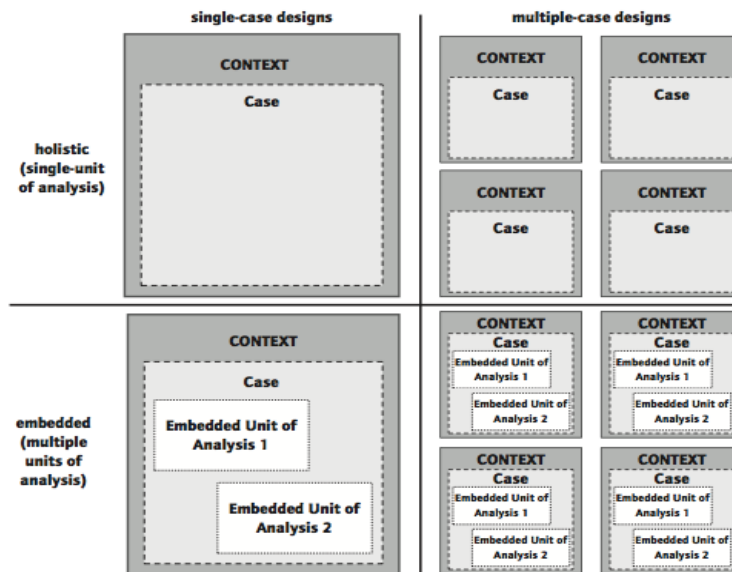 single-case designs
multiple-case designs
holistic
(single-unit
of analysis)
CONTEXT
Case
CONTEXT
Case
CONTEXT
Case
CONTEXT
Case
CONTEXT
Case
embedded
(multiple
units of
analysis)
CONTEXT
Case
Embedded Unit of
Analysis 1
Embedded Unit of
Analysis 2
CONTEXT
Case
Embedded Unit of
Analysis 1
Embedded Unit of
Analysis 2
CONTEXT
Case
Embedded Unit of
Analysis 1
Embedded Unit of
Analysis 2
CONTEXT
Case
Embedded Unit of
Analysis 1
Embedded Unit of
Analysis 2
CONTEXT
Case
Embedded Unit of
Analysis 1
Embedded Unit of
Analysis 2